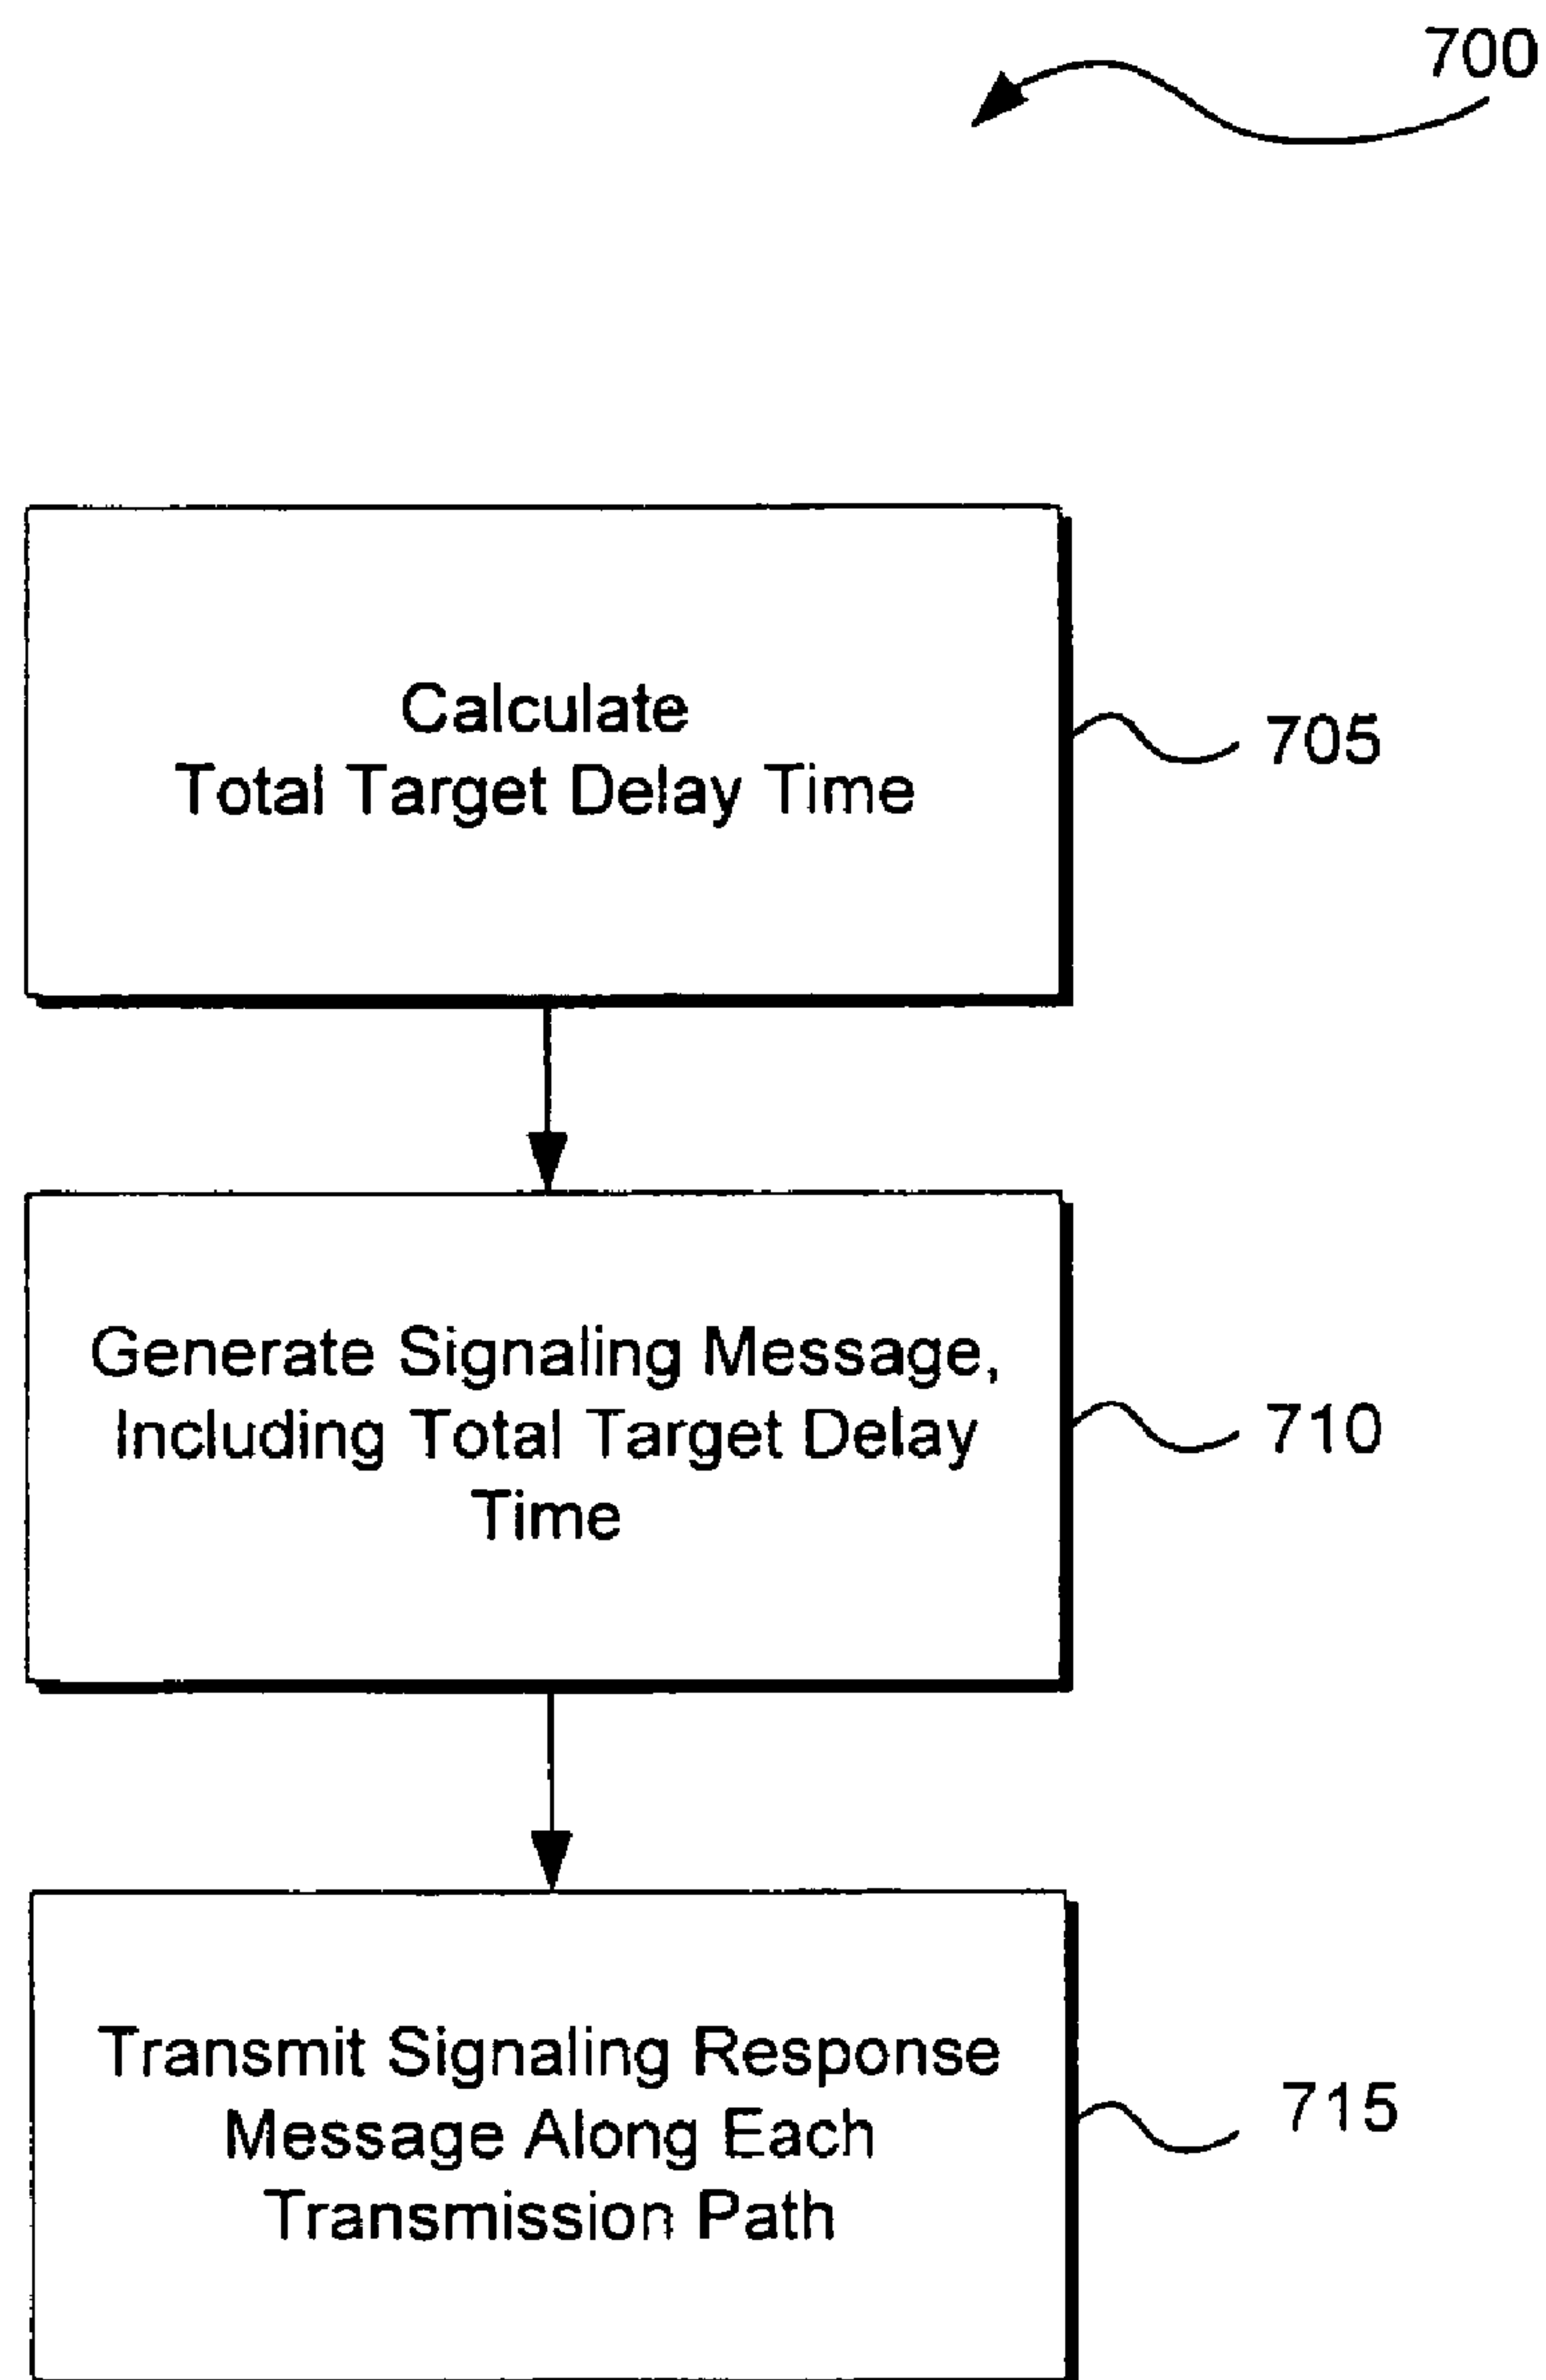 700
Calculate
Total Target Delay Time
705
Generate Signaling Message,
Including Total Target Delay
Time
710
Transmit Signaling Response
Message Along Each
Transmission Path
715